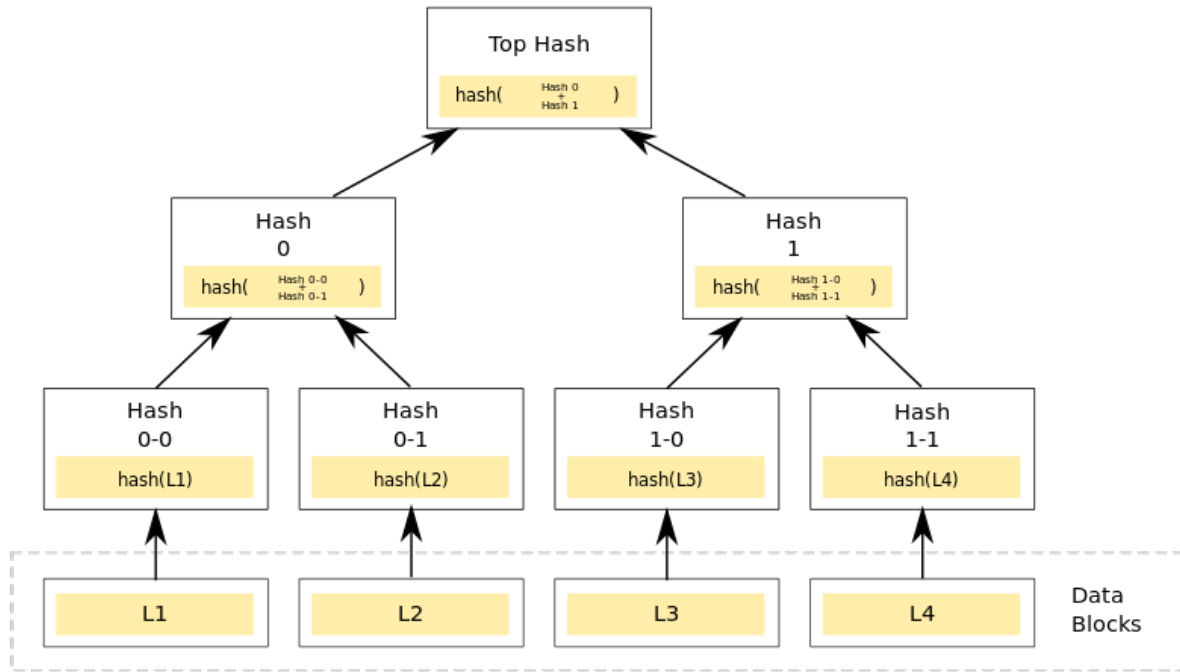 Top Hash
hash( Hash 0 + Hash 1 )
Hash
0
hash( Hash 0-0 + Hash 0-1 )
Hash
1
hash( Hash 1-0 + Hash 1-1 )
Hash
0-0
hash(L1)
Hash
0-1
hash(L2)
Hash
1-0
hash(L3)
Hash
1-1
hash(L4)
L1
L2
L3
L4
Data
Blocks